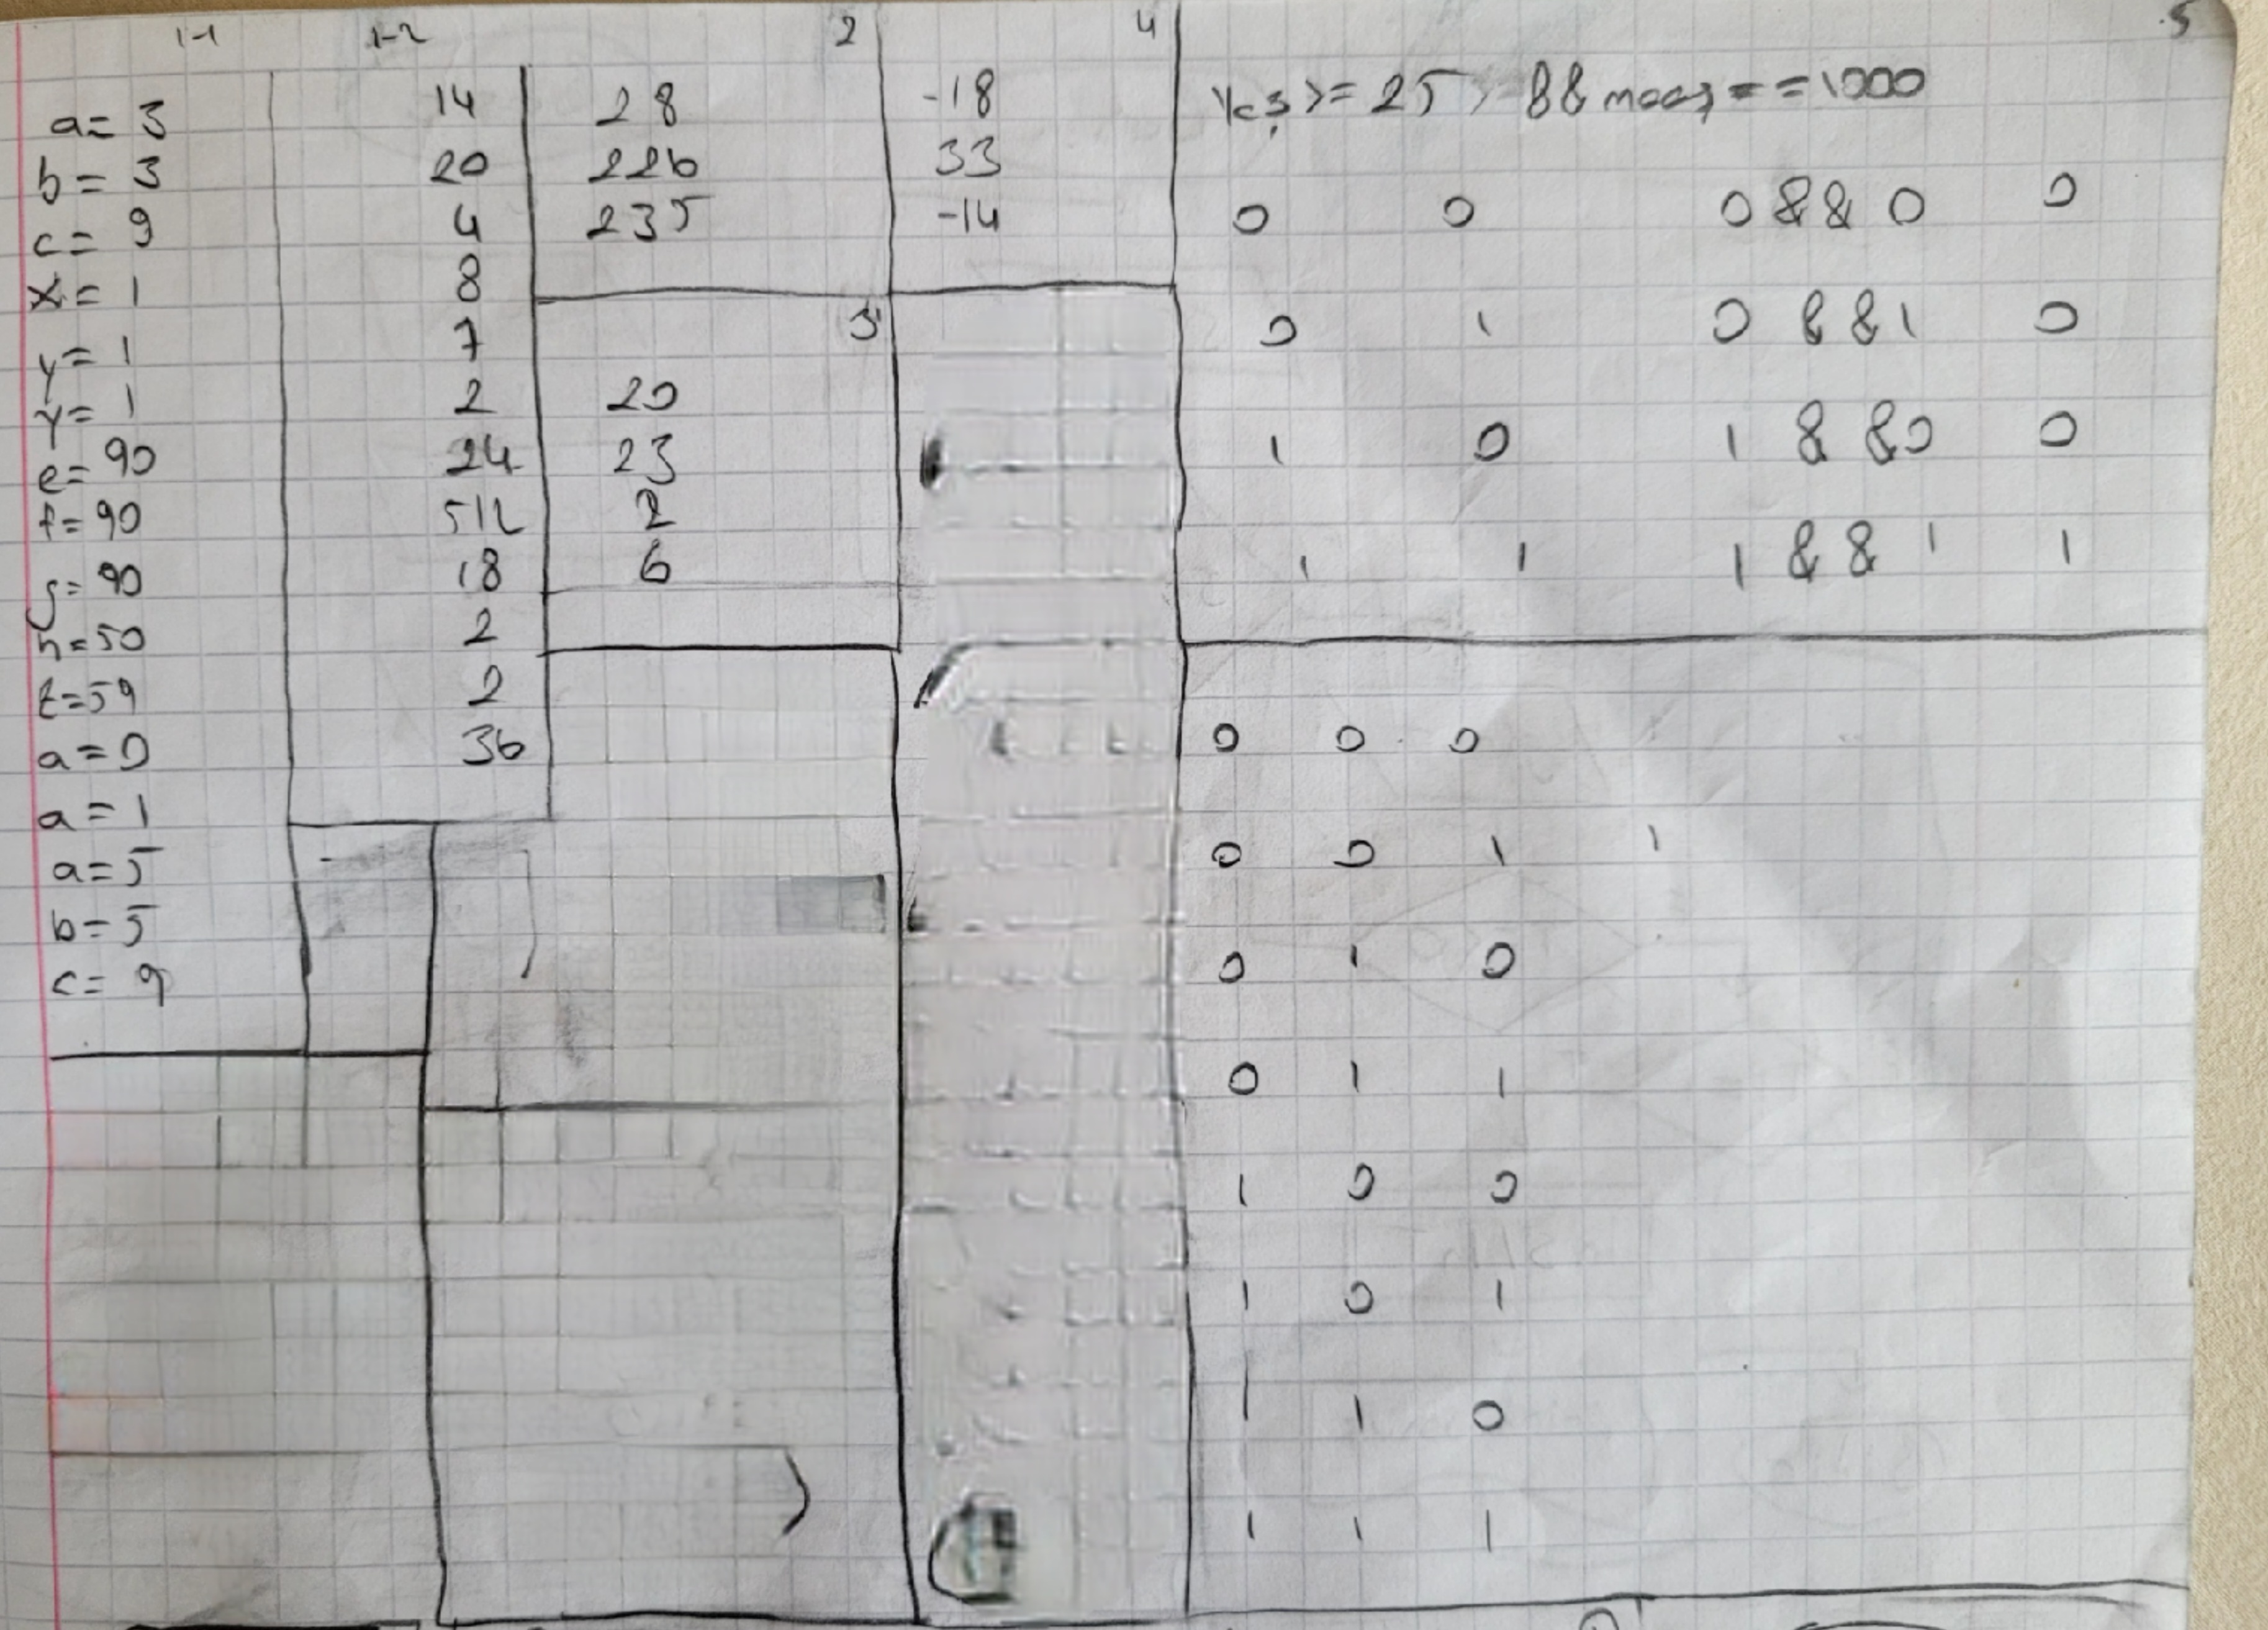 1-1
a= 3
b= 3
c= 9
x= 1
y= 1
y= 1
e= 90
f= 90
g= 90
h=50
z=59
a=0
a=1
a=5
b=5
c= 9
1-2
14
20
4
8
7
2
24
512
18
2
2
36
2
28
226
235
3
20
23
2
6
4
-18
33
-14
5
>= 25 && == 1000
0 0 0 && 0 0
0 1 0 && 1 0
1 0 1 && 0 0
1 1 1 && 1 1
0 0 0
0 0 1 1
0 1 0
0 1 1
1 0 0
1 0 1
1 1 0
1 1 1